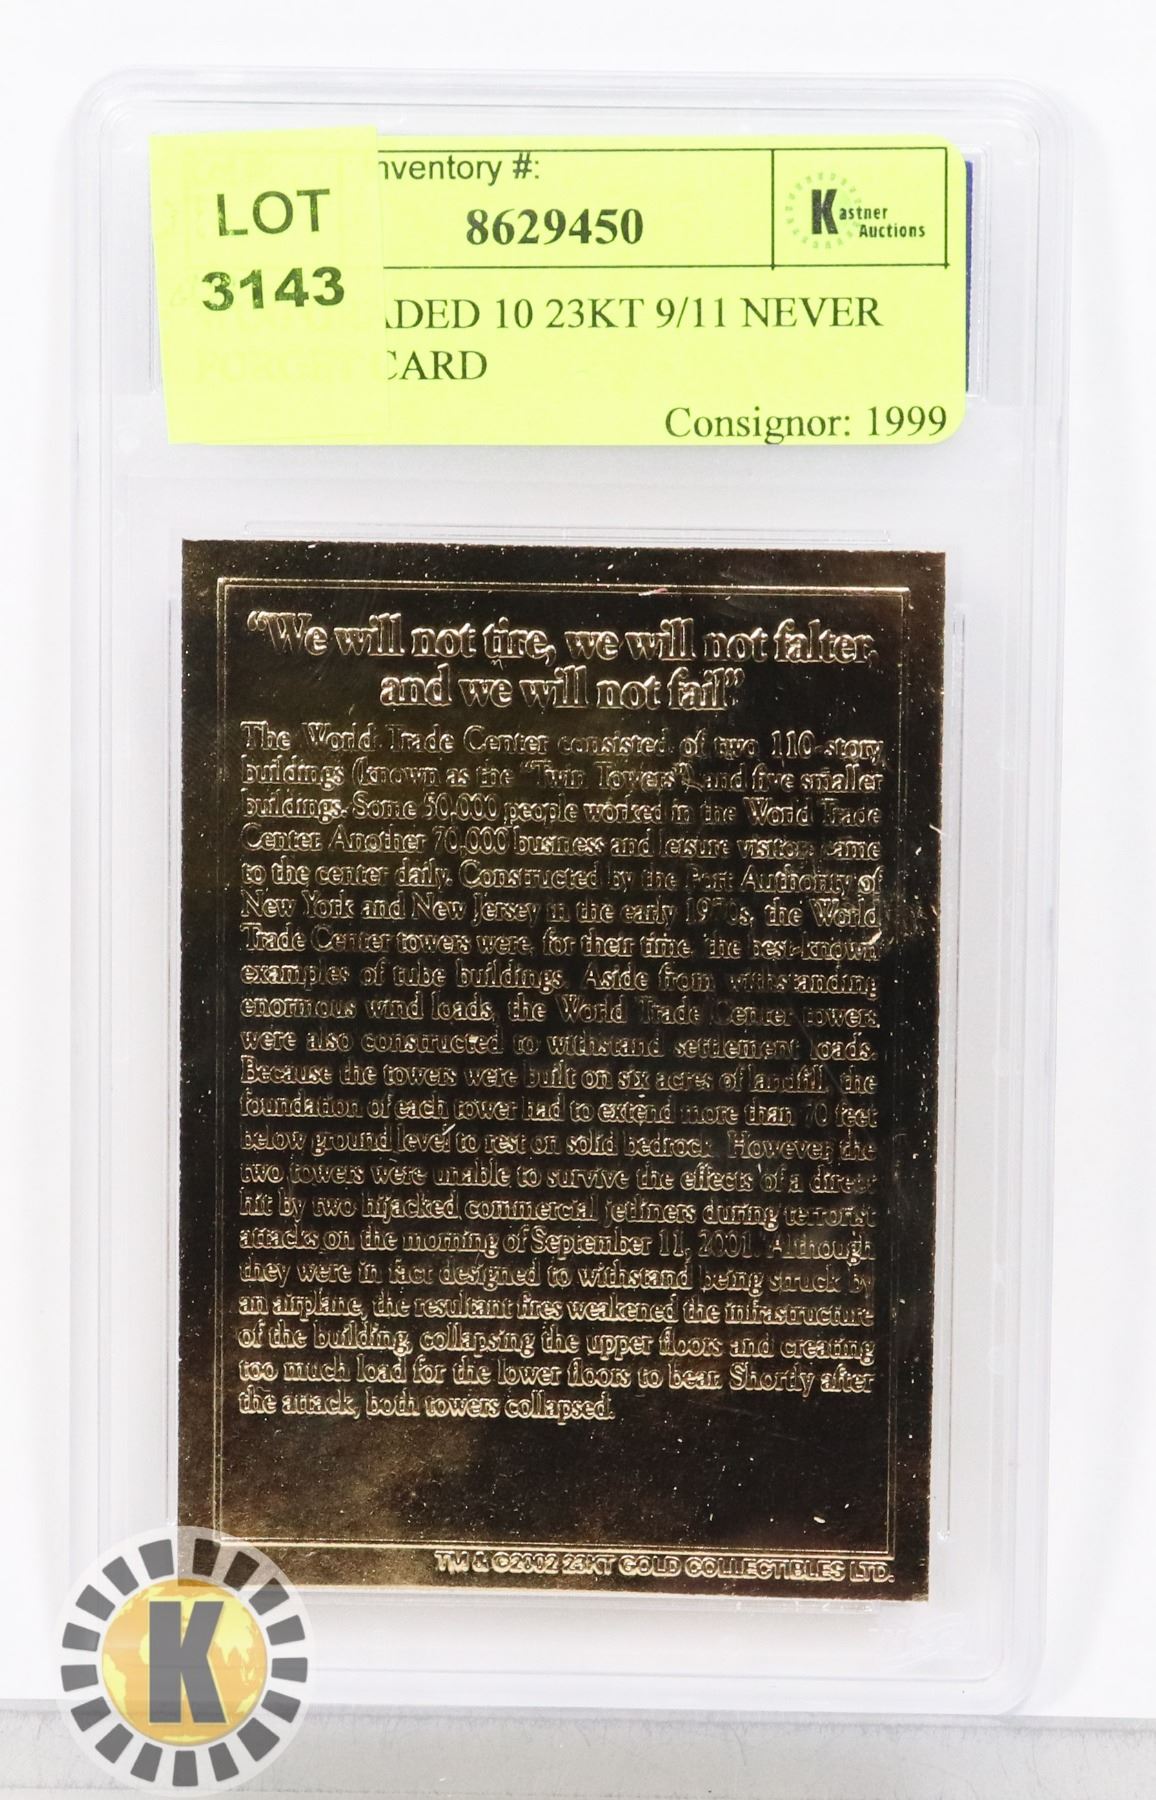 LOT
3143
nventory #:
8629450
Kastner
Auctions
ADED 10 23KT 9/11 NEVER
FORGET CARD
Consignor: 1999
“We will not tire, we will not falter,
and we will not fail”
The World Trade Center consisted of two 110-story
buildings (known as the “Twin Towers”) and five smaller
buildings. Some 50,000 people worked in the World Trade
Center. Another 70,000 business and leisure visitors came
to the center daily. Constructed by the Port Authority of
New York and New Jersey in the early 1970s, the World
Trade Center towers were, for their time, the best-known
examples of tube buildings. Aside from withstanding
enormous wind loads, the World Trade Center towers
were also constructed to withstand settlement loads.
Because the towers were built on six acres of landfill, the
foundation of each tower had to extend more than 70 feet
below ground level to rest on solid bedrock. However, the
two towers were unable to survive the effects of a direct
hit by two hijacked commercial jetliners during terrorist
attacks on the morning of September 11, 2001. Although
they were in fact designed to withstand being struck by
an airplane, the resultant fires weakened the infrastructure
of the building, collapsing the upper floors and creating
too much load for the lower floors to bear. Shortly after
the attack, both towers collapsed.
TM & ©2002 24KT GOLD COLLECTIBLES LTD.
K